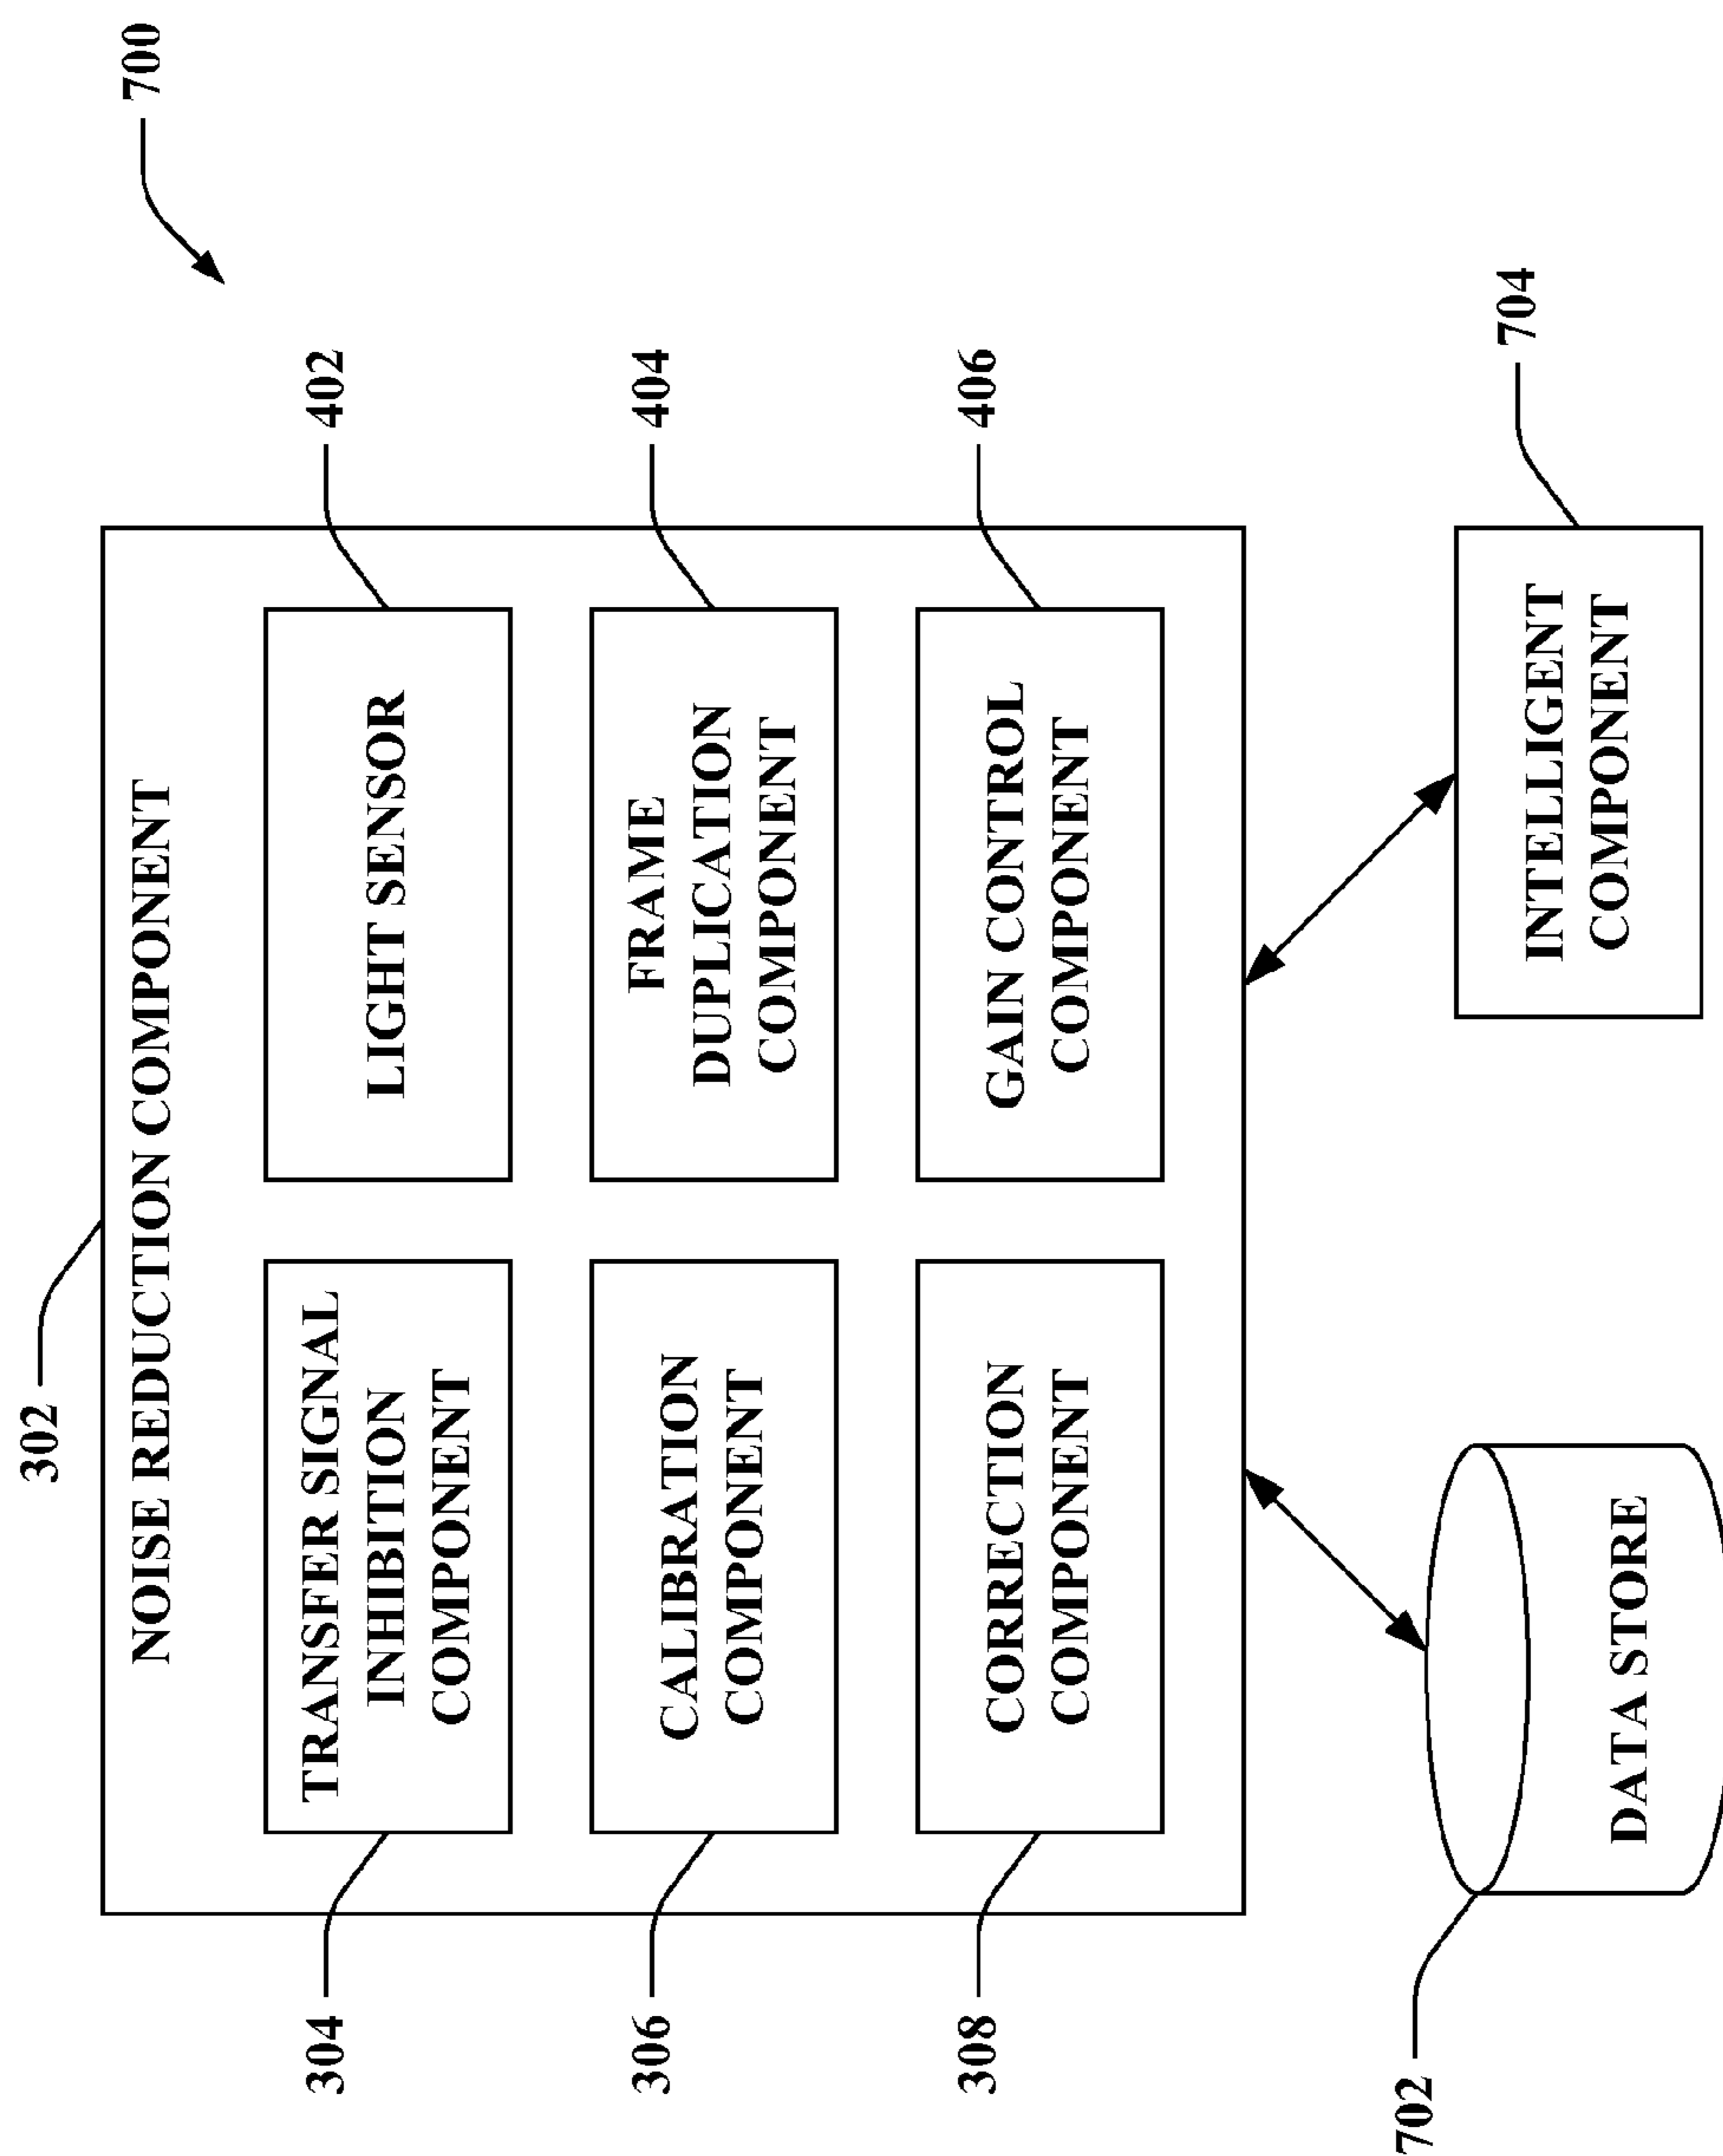 700
302
NOISE REDUCTION COMPONENT
304
TRANSFER SIGNAL
INHIBITION
COMPONENT
LIGHT SENSOR
402
306
CALIBRATION
COMPONENT
FRAME
DUPLICATION
COMPONENT
404
308
CORRECTION
COMPONENT
GAIN CONTROL
COMPONENT
406
702
DATA STORE
INTELLIGENT
COMPONENT
704